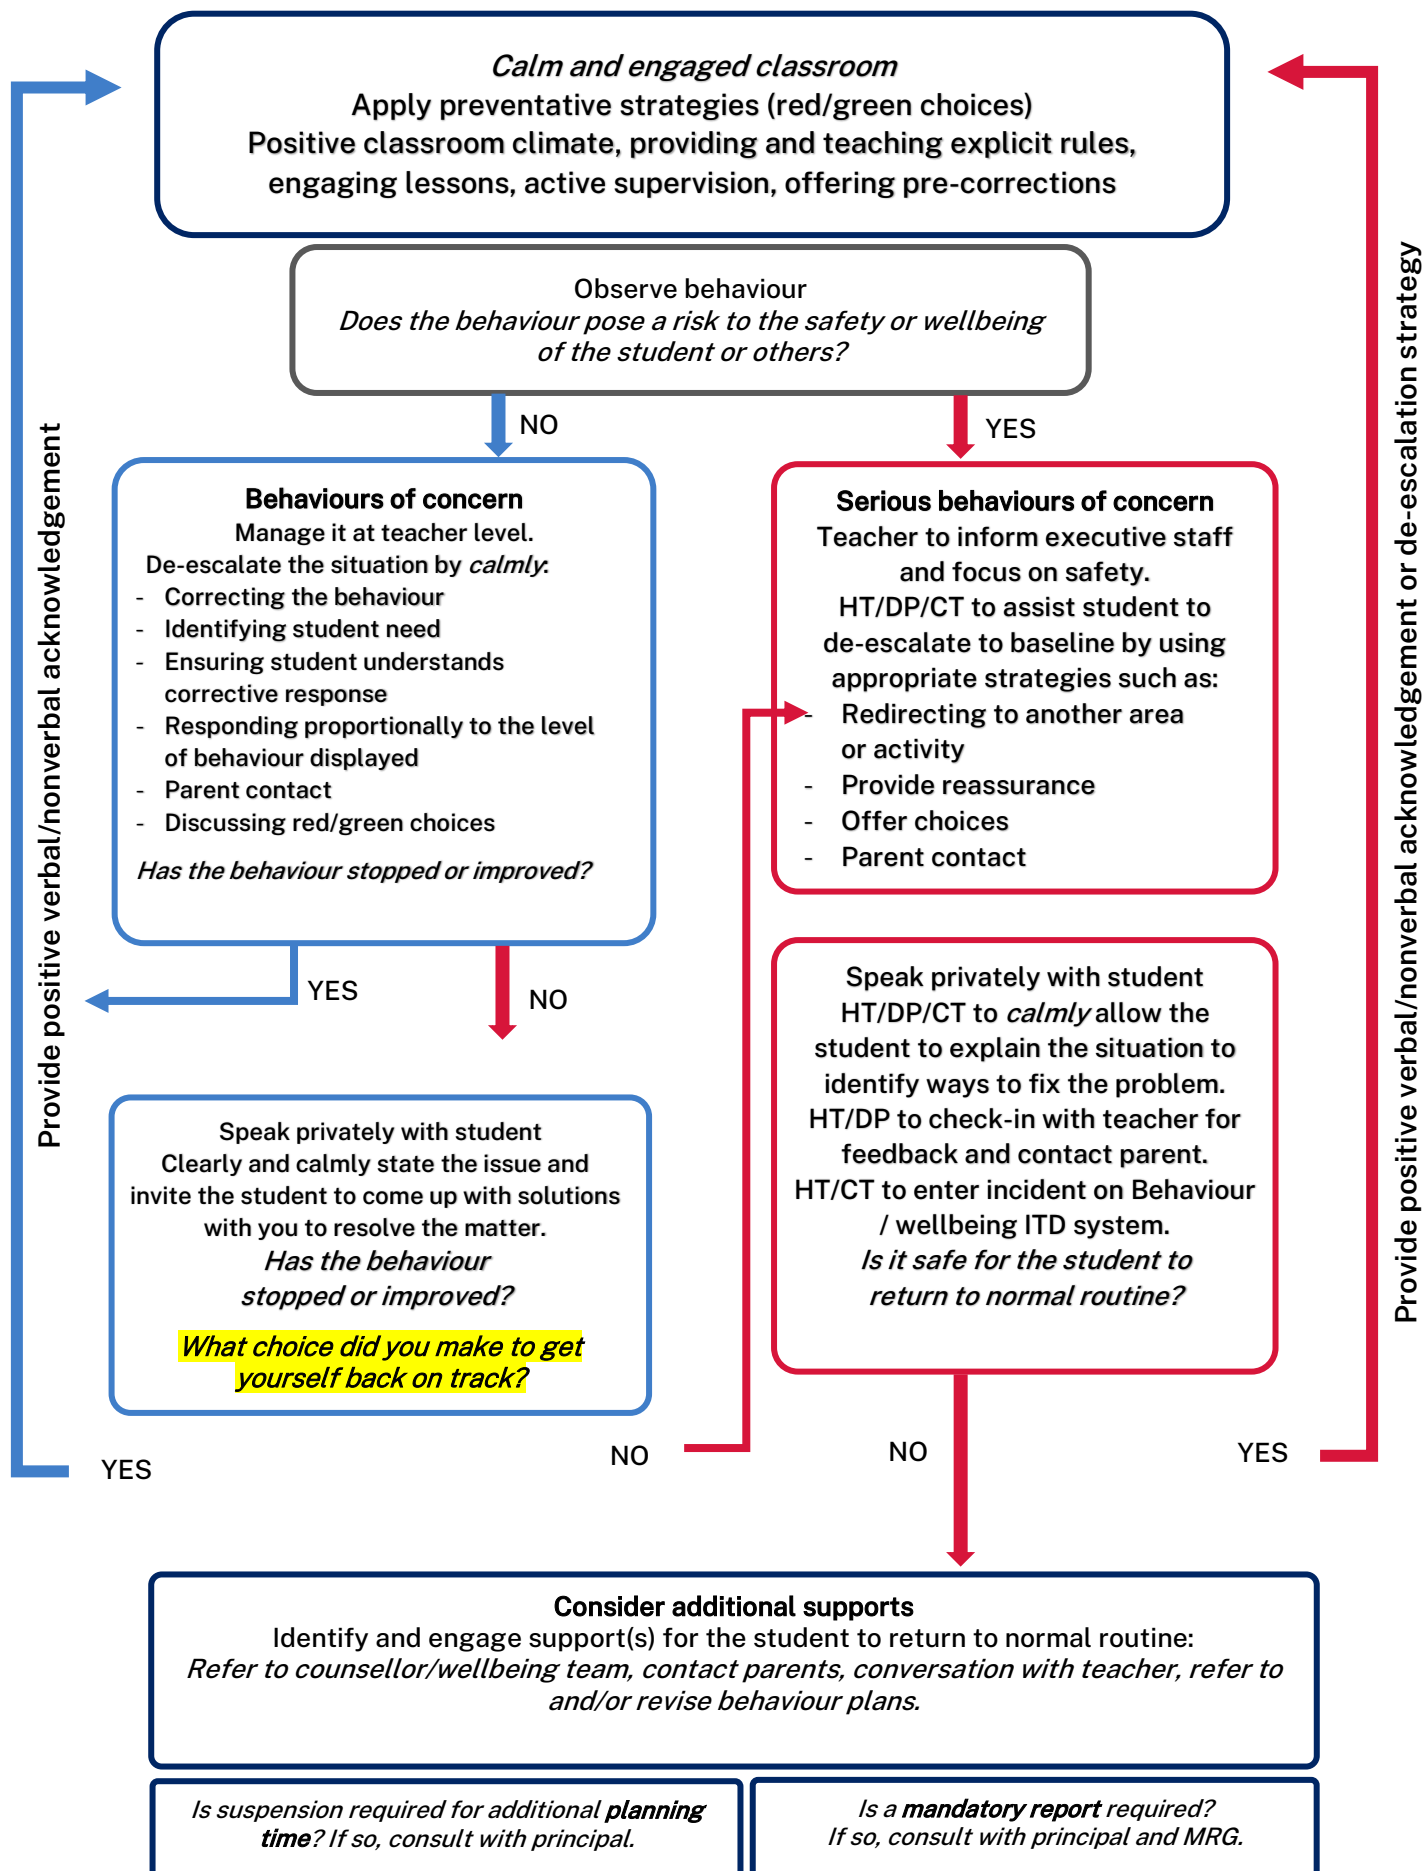 Calm and engaged classroom
Apply preventative strategies (red/green choices)
Positive classroom climate, providing and teaching explicit rules,
engaging lessons, active supervision, offering pre-corrections
Observe behaviour
Does the behaviour pose a risk to the safety or wellbeing
of the student or others?
NO
YES
Behaviours of concern
Manage it at teacher level.
De-escalate the situation by calmly:
- Correcting the behaviour
- Identifying student need
- Ensuring student understands
corrective response
- Responding proportionally to the level
of behaviour displayed
- Parent contact
- Discussing red/green choices
Has the behaviour stopped or improved?
YES
NO
Speak privately with student
Clearly and calmly state the issue and
invite the student to come up with solutions
with you to resolve the matter.
Has the behaviour
stopped or improved?
What choice did you make to get
yourself back on track?
YES
NO
Provide positive verbal/nonverbal acknowledgement
Serious behaviours of concern
Teacher to inform executive staff
and focus on safety.
HT/DP/CT to assist student to
de-escalate to baseline by using
appropriate strategies such as:
- Redirecting to another area
or activity
- Provide reassurance
- Offer choices
- Parent contact
Speak privately with student
HT/DP/CT to calmly allow the
student to explain the situation to
identify ways to fix the problem.
HT/DP to check-in with teacher for
feedback and contact parent.
HT/CT to enter incident on Behaviour
/ wellbeing ITD system.
Is it safe for the student to
return to normal routine?
NO
YES
Provide positive verbal/nonverbal acknowledgement or de-escalation strategy
Consider additional supports
Identify and engage support(s) for the student to return to normal routine:
Refer to counsellor/wellbeing team, contact parents, conversation with teacher, refer to
and/or revise behaviour plans.
Is suspension required for additional planning
time? If so, consult with principal.
Is a mandatory report required?
If so, consult with principal and MRG.